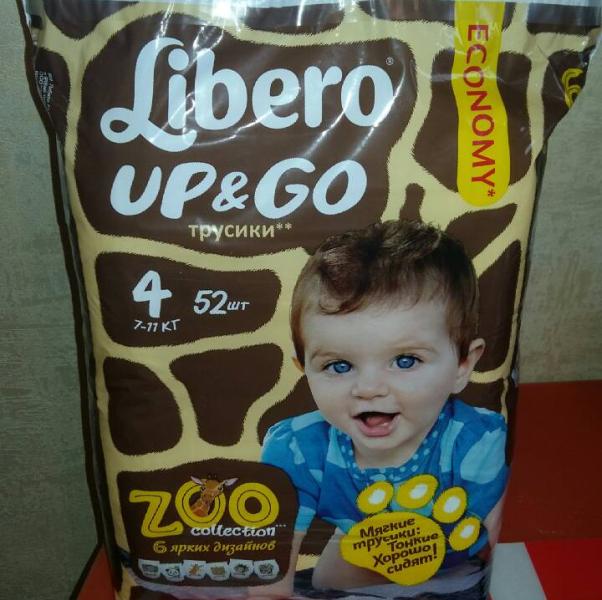 Libero®
UP&GO
трусики**
ECONOMY*
4
7-11 КГ
52шт
ZOO
collection***
6 ярких дизайнов
Мягкие
трусики:
Тонкие
Хорошо
сидят!